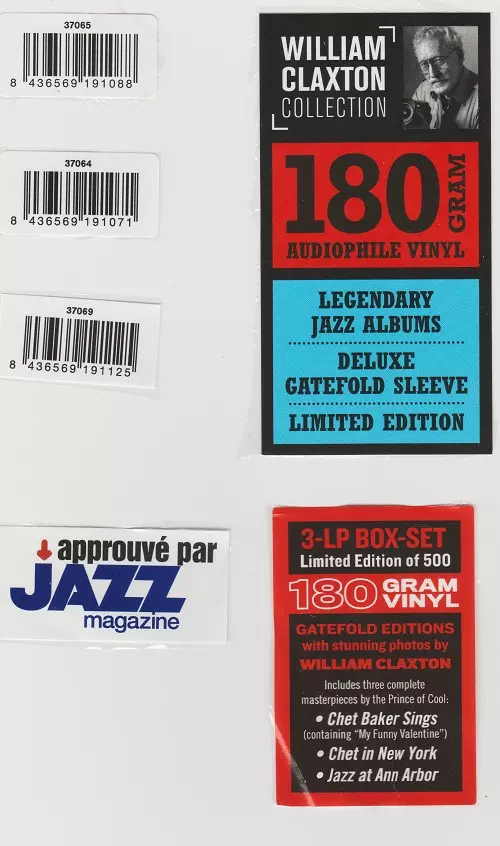 37065
8 436569 191088
37064
8 436569 191071
37069
8 436569 191125
approuvé par
JAZZ
magazine
WILLIAM
CLAXTON
COLLECTION
180 GRAM
AUDIOPHILE VINYL
LEGENDARY
JAZZ ALBUMS
DELUXE
GATEFOLD SLEEVE
LIMITED EDITION
3-LP BOX-SET
Limited Edition of 500
180 GRAM
VINYL
GATEFOLD EDITIONS
with stunning photos by
WILLIAM CLAXTON
Includes three complete
masterpieces by the Prince of Cool:
• Chet Baker Sings
(containing "My Funny Valentine")
• Chet in New York
• Jazz at Ann Arbor